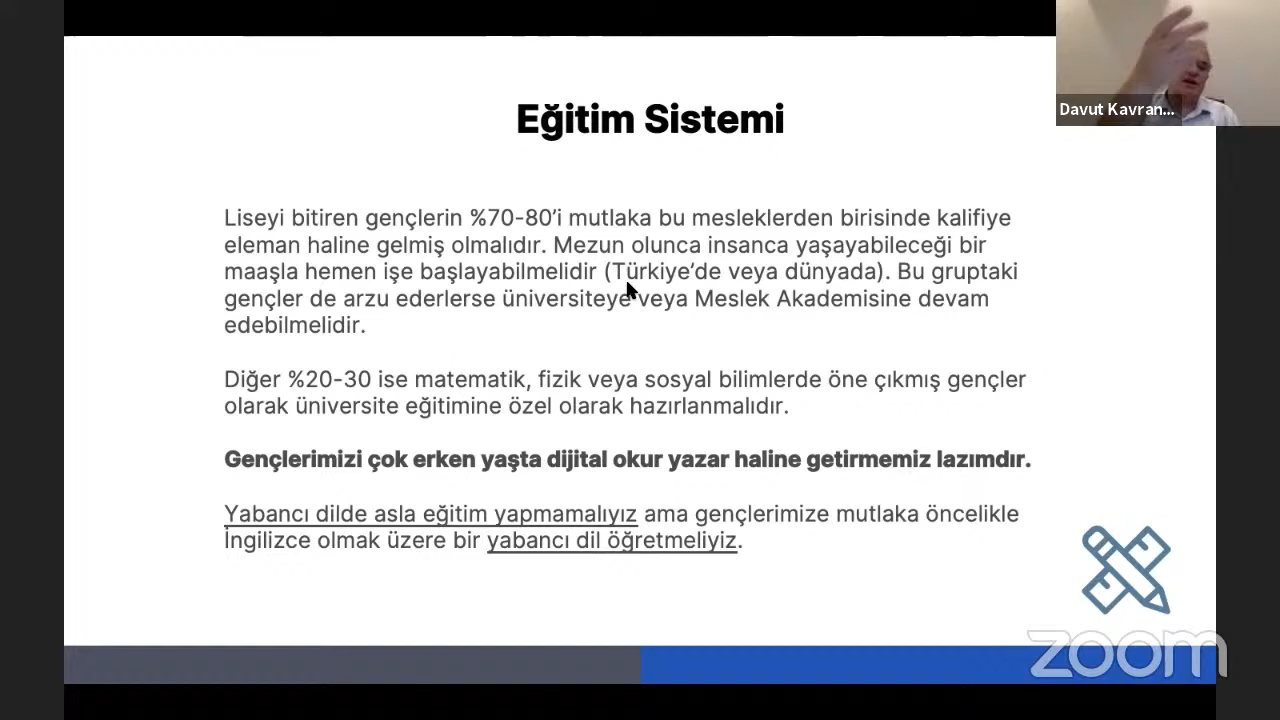 Eğitim Sistemi
Davut Kavran...
Liseyi bitiren gençlerin %70-80’i mutlaka bu mesleklerden birisinde kalifiye
eleman haline gelmiş olmalıdır. Mezun olunca insanca yaşayabileceği bir
maaşla hemen işe başlayabilmelidir (Türkiye’de veya dünyada). Bu gruptaki
gençler de arzu ederlerse üniversiteye veya Meslek Akademisine devam
edebilmelidir.
Diğer %20-30 ise matematik, fizik veya sosyal bilimlerde öne çıkmış gençler
olarak üniversite eğitimine özel olarak hazırlanmalıdır.
Gençlerimizi çok erken yaşta dijital okur yazar haline getirmemiz lazımdır.
Yabancı dilde asla eğitim yapmamalıyız ama gençlerimize mutlaka öncelikle
İngilizce olmak üzere bir yabancı dil öğretmeliyiz.
zoom